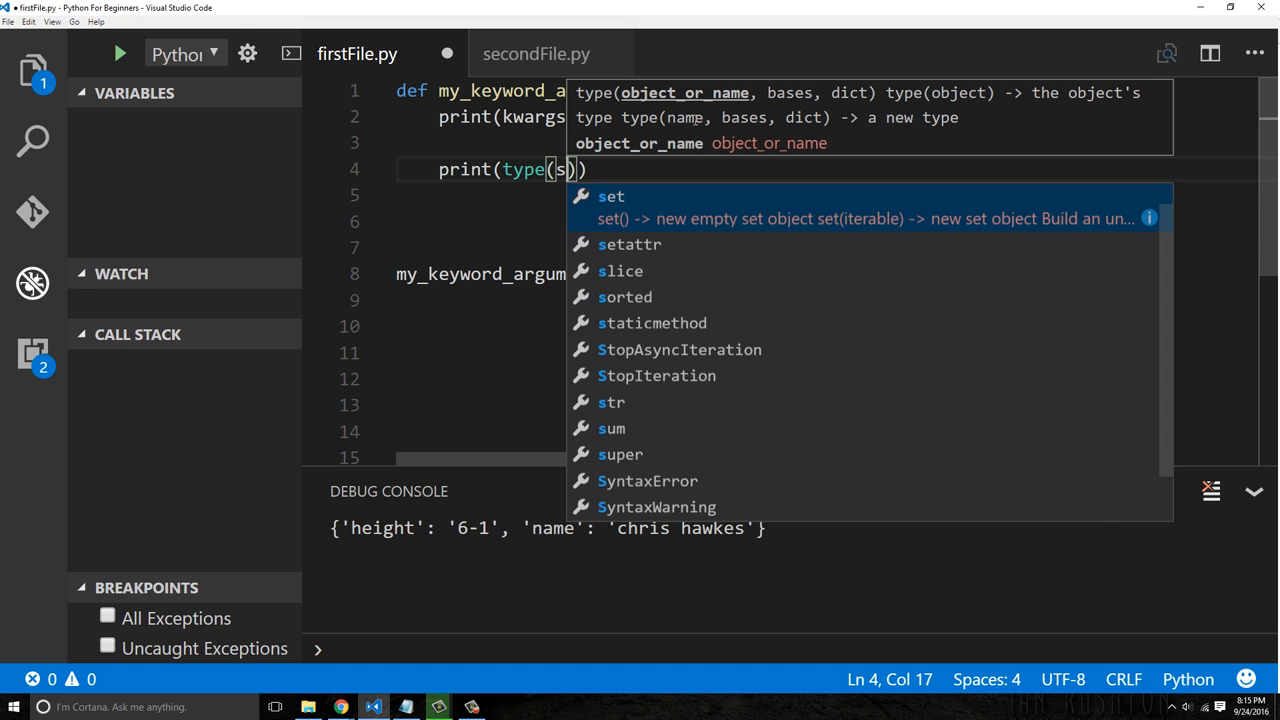 ● firstFile.py - Python For Beginners - Visual Studio Code
File Edit View Go Help
Python
firstFile.py ● secondFile.py
VARIABLES
WATCH
CALL STACK
BREAKPOINTS
All Exceptions
Uncaught Exceptions
1
2
1 def my_keyword_a
2 print(kwargs
3
4 print(type(s))
5
6
7
8 my_keyword_argum
9
10
11
12
13
14
15
type(object_or_name, bases, dict) type(object) -> the object's
type type(name, bases, dict) -> a new type
object_or_name object_or_name
set
set() -> new empty set object set(iterable) -> new set object Build an un...
setattr
slice
sorted
staticmethod
StopAsyncIteration
StopIteration
str
sum
super
SyntaxError
SyntaxWarning
DEBUG CONSOLE
{'height': '6-1', 'name': 'chris hawkes'}
0 0 Ln 4, Col 17 Spaces: 4 UTF-8 CRLF Python
I'm Cortana. Ask me anything.
8:15 PM
9/24/2016